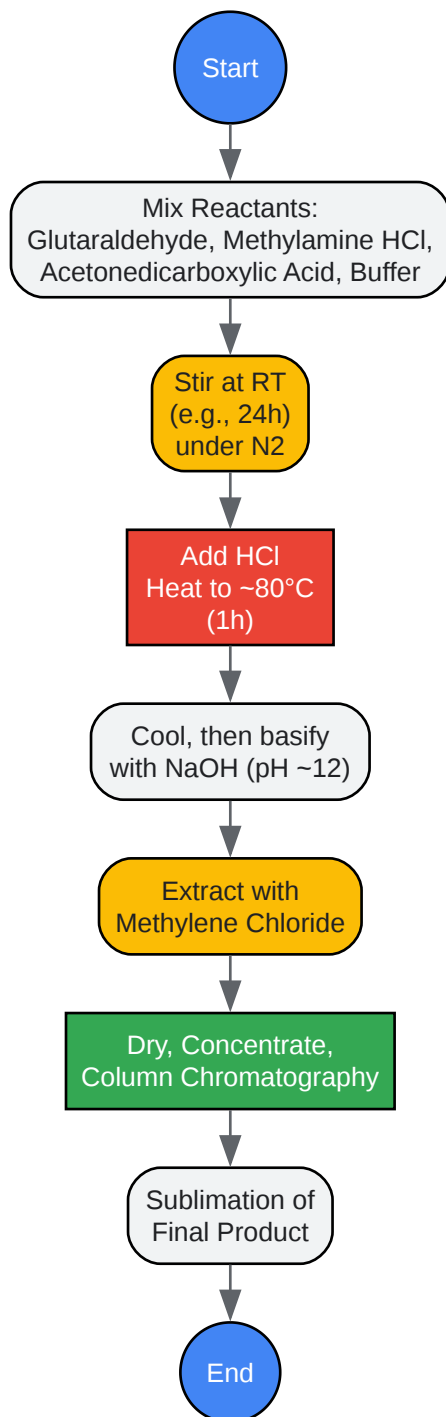 Start
Mix Reactants:
Glutaraldehyde, Methylamine HCl,
Acetonedicarboxylic Acid, Buffer
Stir at RT
(e.g., 24h)
under N2
Add HCl
Heat to ~80°C
(1h)
Cool, then basify
with NaOH (pH ~12)
Extract with
Methylene Chloride
Dry, Concentrate,
Column Chromatography
Sublimation of
Final Product
End